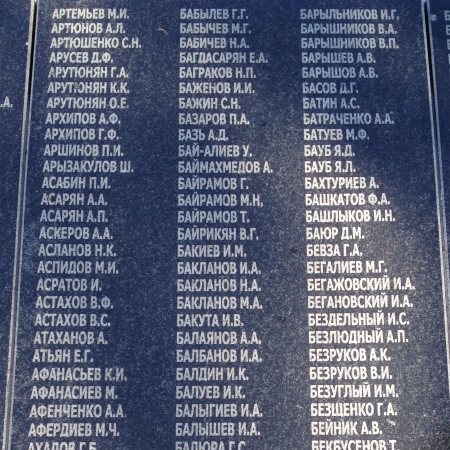 АРТЕМЬЕВ М.И.
АРТЮНОВ А.Л.
АРТЮШЕНКО С.Н.
АРУСЕВ Д.Ф.
АРУТЮНЯН Г.А.
АРУТЮНЯН К.К.
АРУТЮНЯН О.Е.
АРХИПОВ А.Ф.
АРХИПОВ Г.Ф.
АРШИНОВ П.И.
АРЫЗАКУЛОВ Ш.
АСАБИН П.И.
АСАРЯН А.А.
АСАРЯН А.П.
АСКЕРОВ А.А.
АСЛАНОВ Н.К.
АСПИДОВ М.И.
АСРАТОВ И.
АСТАХОВ В.Ф.
АСТАХОВ В.С.
АТАХАНОВ А.
АТЬЯН Е.Г.
АФАНАСЬЕВ К.И.
АФАНАСИЕВ М.
АФЕНЧЕНКО А.А.
АФЕРДИЕВ М.Ч.
АХАДОВ Г.Б.
БАБЫЛЕВ Г.Г.
БАБЫЧЕВ М.Г.
БАБИЧЕВ Н.А.
БАГДАСАРЯН Е.А.
БАГРАКОВ Н.П.
БАЖЕНОВ И.И.
БАЖИН С.Н.
БАЗАРОВ П.А.
БАЗЬ А.Д.
БАЙ-АЛИЕВ У.
БАЙМАХМЕДОВ А.
БАЙРАМОВ Г.
БАЙРАМОВ М.Н.
БАЙРАМОВ Т.
БАЙРИКЯН В.Г.
БАКИЕВ И.М.
БАКЛАНОВ И.А.
БАКЛАНОВ Н.А.
БАКЛАНОВ М.А.
БАКУТА И.В.
БАЛАЯНОВ А.А.
БАЛБАНОВ И.А.
БАЛДИН И.К.
БАЛУЕВ И.К.
БАЛЫГИЕВ И.А.
БАЛЫШЕВ И.А.
БАЛЮРА Г.С.
БАРЫЛЬНИКОВ И.Г.
БАРЫШНИКОВ В.А.
БАРЫШНИКОВ В.П.
БАРЫШЕВ А.В.
БАРЫШОВ А.В.
БАСОВ Д.Г.
БАТИН А.С.
БАТРАЧЕНКО А.А.
БАТУЕВ М.Ф.
БАУБ Я.Д.
БАУБ Я.Л.
БАХТУРИЕВ А.
БАШКАТОВ Ф.А.
БАШЛЫКОВ И.Н.
БАЮР Д.М.
БЕВЗА Г.А.
БЕГАЛИЕВ М.Г.
БЕГАЖОВСКИЙ И.А.
БЕГАНОВСКИЙ И.А.
БЕЗДЕЛЬНЫЙ И.С.
БЕЗЛЮДНЫЙ А.П.
БЕЗРУКОВ А.К.
БЕЗРУКОВ В.И.
БЕЗУГЛЫЙ И.М.
БЕЗЩЕНКО Г.А.
БЕЙНИК А.В.
БЕКБУСЕНОВ Т.